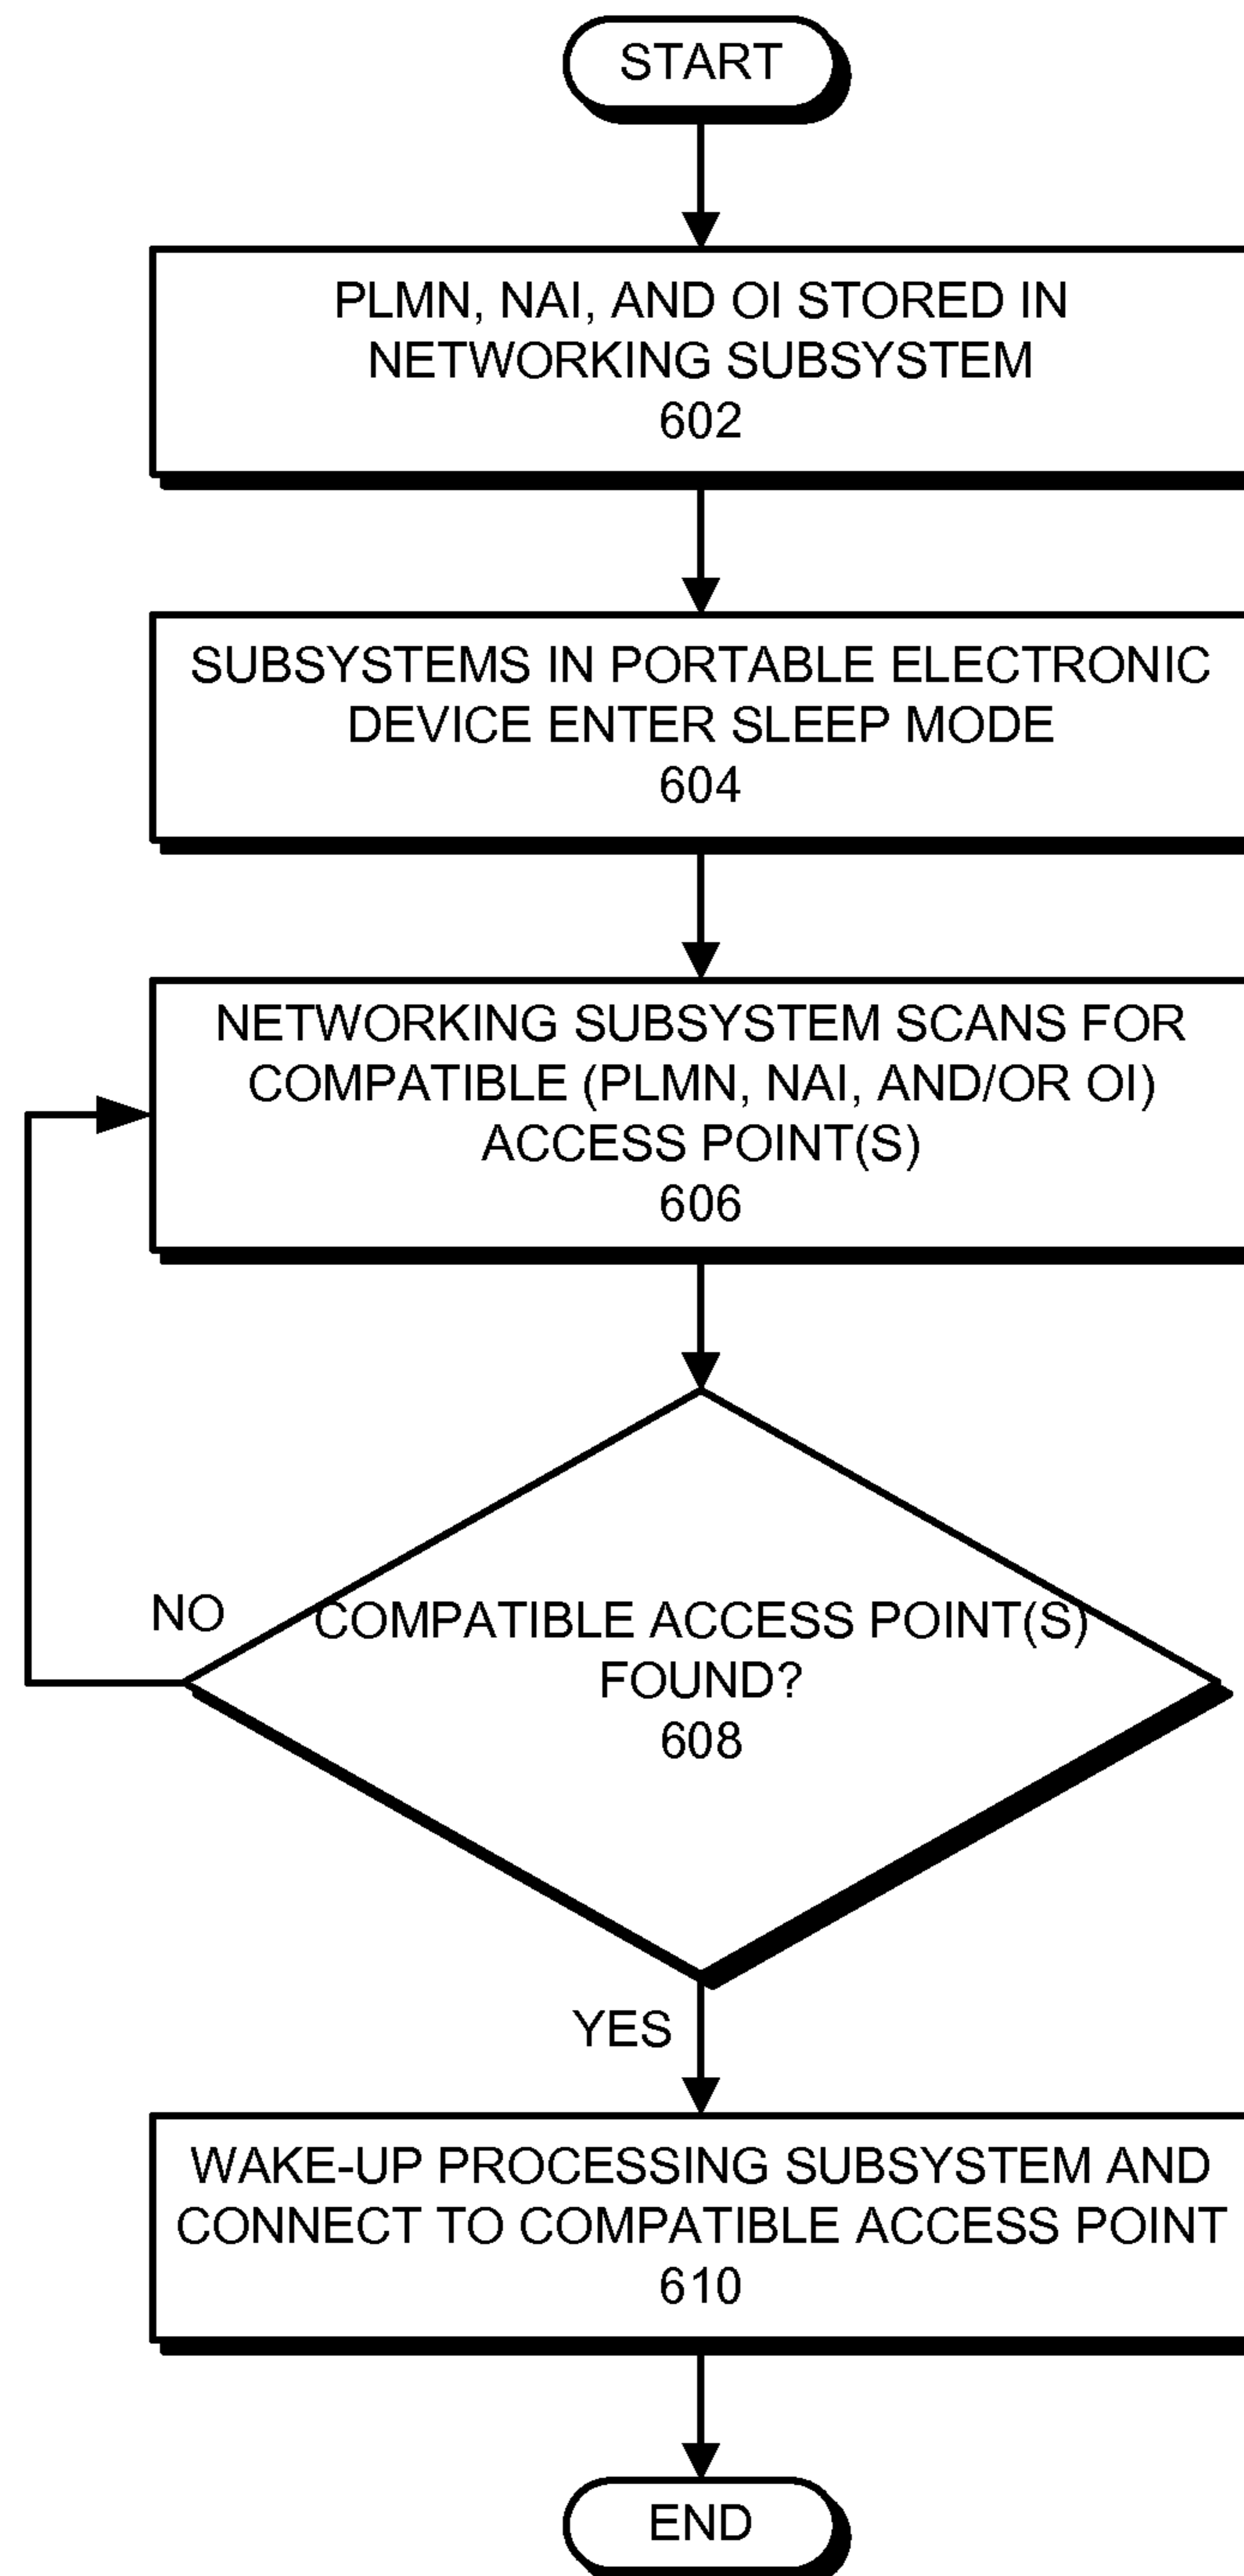 START
PLMN, NAI, AND OI STORED IN
NETWORKING SUBSYSTEM
602
SUBSYSTEMS IN PORTABLE ELECTRONIC
DEVICE ENTER SLEEP MODE
604
NETWORKING SUBSYSTEM SCANS FOR
COMPATIBLE (PLMN, NAI, AND/OR OI)
ACCESS POINT(S)
606
NO
COMPATIBLE ACCESS POINT(S)
FOUND?
608
YES
WAKE-UP PROCESSING SUBSYSTEM AND
CONNECT TO COMPATIBLE ACCESS POINT
610
END